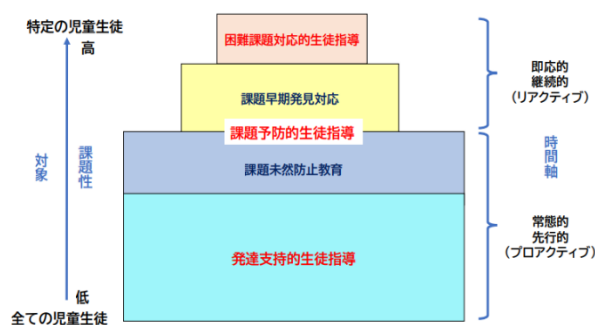 特定の児童生徒
高
困難課題対応的生徒指導
即応的
継続的
(リアクティブ)
課題早期発見対応
課題予防的生徒指導
課題未然防止教育
対象
課題性
時間軸
常態的
先行的
(プロアクティブ)
発達支持的生徒指導
低
全ての児童生徒